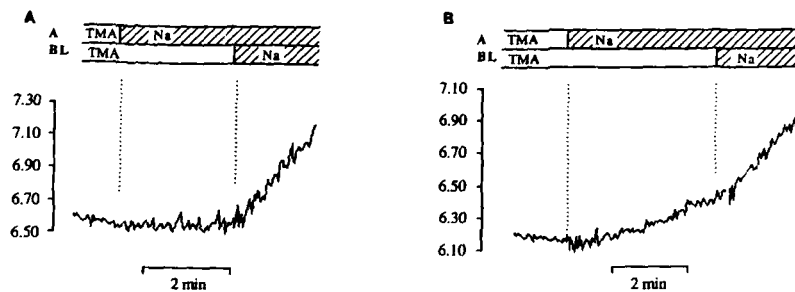 A
A TMA Na
BL TMA Na
7.30
7.10
6.90
6.70
6.50
2 min
B
A TMA Na
BL TMA Na
7.10
6.90
6.70
6.50
6.30
6.10
2 min